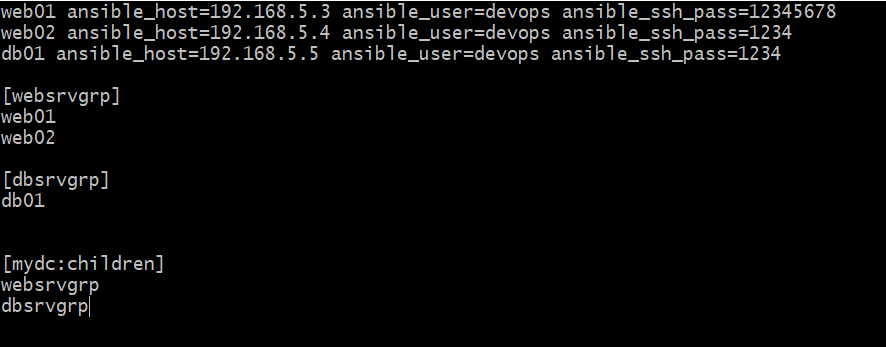 web01 ansible_host=192.168.5.3 ansible_user=devops ansible_ssh_pass=12345678
web02 ansible_host=192.168.5.4 ansible_user=devops ansible_ssh_pass=1234
db01 ansible_host=192.168.5.5 ansible_user=devops ansible_ssh_pass=1234
[websrvgrp]
web01
web02
[dbsrvgrp]
db01
[mydc:children]
websrvgrp
dbsrvgrp